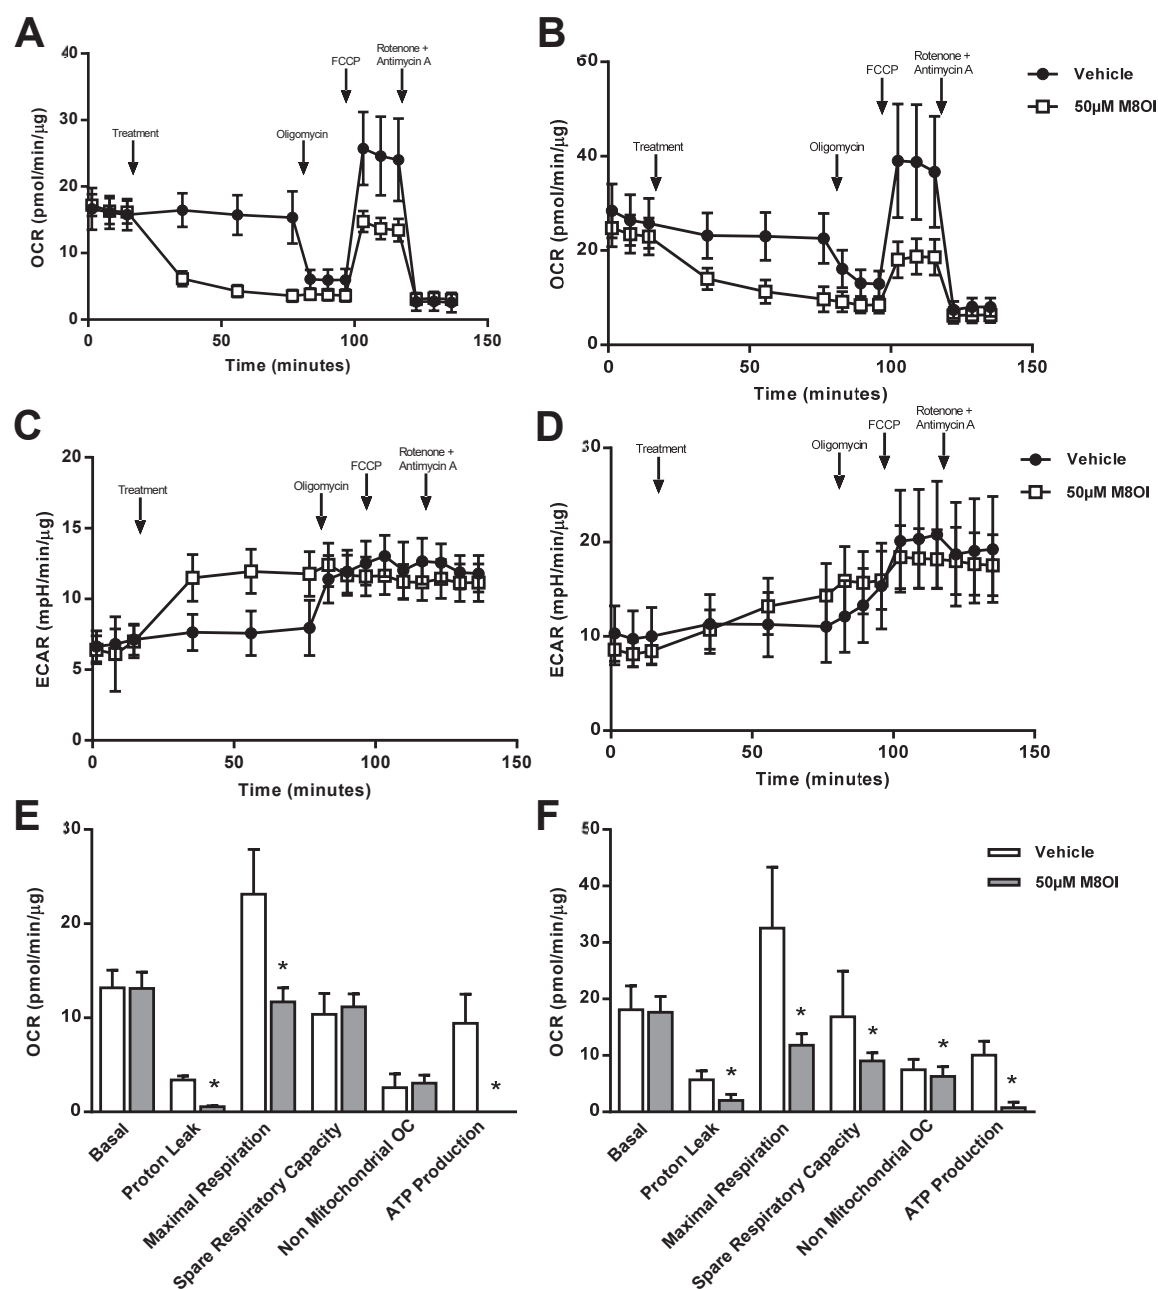 A
40
30
20
10
0
OCR (pmol/min/µg)
Treatment
Oligomycin
FCCP
Rotenone +
Antimycin A
0 50 100 150
Time (minutes)
B
60
40
20
0
OCR (pmol/min/µg)
Treatment
Oligomycin
FCCP
Rotenone +
Antimycin A
0 50 100 150
Time (minutes)
Vehicle
50µM M8OI
C
20
15
10
5
0
ECAR (mpH/min/µg)
Treatment
Oligomycin
FCCP
Rotenone +
Antimycin A
0 50 100 150
Time (minutes)
D
30
20
10
0
ECAR (mpH/min/µg)
Treatment
Oligomycin
FCCP
Rotenone +
Antimycin A
0 50 100 150
Time (minutes)
Vehicle
50µM M8OI
E
30
20
10
0
OCR (pmol/min/µg)
* * *
Basal
Proton Leak
Maximal Respiration
Spare Respiratory Capacity
Non Mitochondrial OC
ATP Production
F
50
40
30
20
10
0
OCR (pmol/min/µg)
* * * * *
Basal
Proton Leak
Maximal Respiration
Spare Respiratory Capacity
Non Mitochondrial OC
ATP Production
Vehicle
50µM M8OI